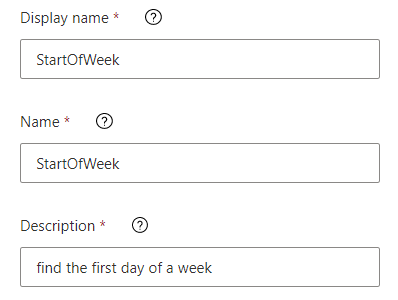 Display name *
StartOfWeek
Name *
StartOfWeek
Description *
find the first day of a week